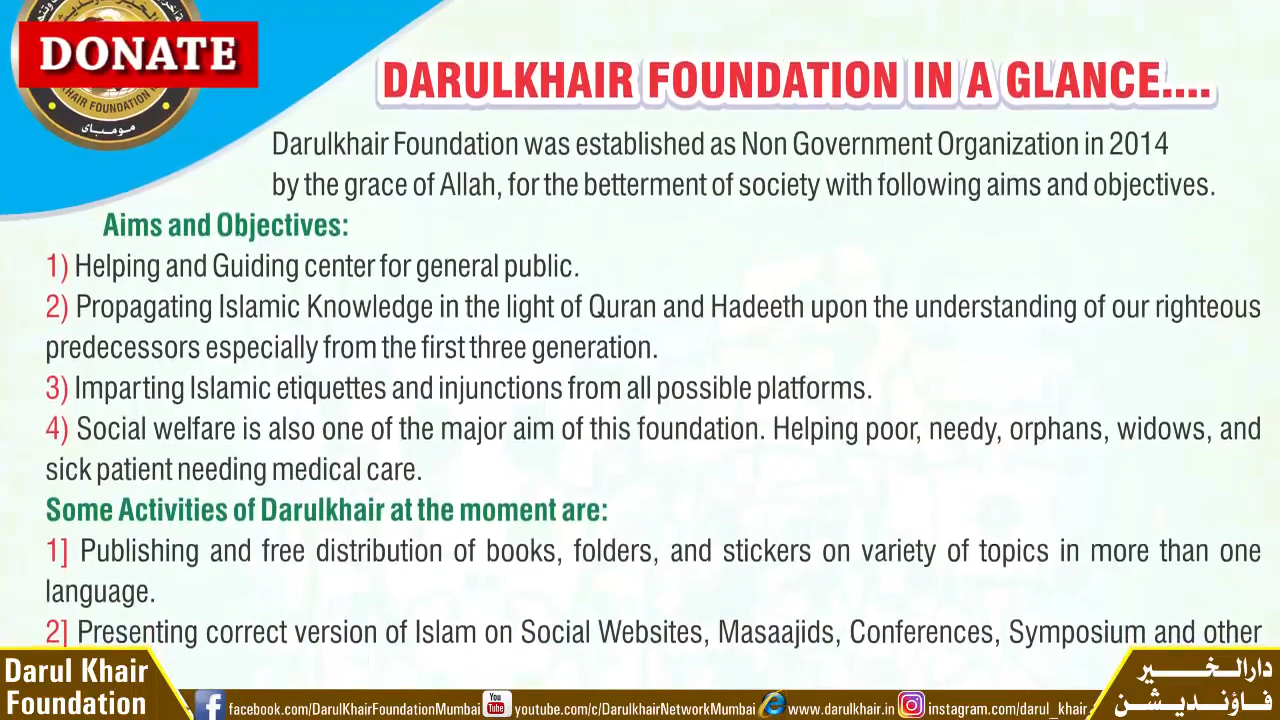 DONATE
KHAIR FOUNDATION
مومباي
DARULKHAIR FOUNDATION IN A GLANCE....
Darulkhair Foundation was established as Non Government Organization in 2014
by the grace of Allah, for the betterment of society with following aims and objectives.
Aims and Objectives:
1) Helping and Guiding center for general public.
2) Propagating Islamic Knowledge in the light of Quran and Hadeeth upon the understanding of our righteous
predecessors especially from the first three generation.
3) Imparting Islamic etiquettes and injunctions from all possible platforms.
4) Social welfare is also one of the major aim of this foundation. Helping poor, needy, orphans, widows, and
sick patient needing medical care.
Some Activities of Darulkhair at the moment are:
1] Publishing and free distribution of books, folders, and stickers on variety of topics in more than one
language.
2] Presenting correct version of Islam on Social Websites, Masaajids, Conferences, Symposium and other
Darul Khair
Foundation
facebook.com/DarulKhairFoundationMumbai
You
Tube
youtube.com/c/DarulkhairNetworkMumbai
www.darulkhair.in
instagram.com/darul_khair
دارالخیر
فاؤنڈیشن